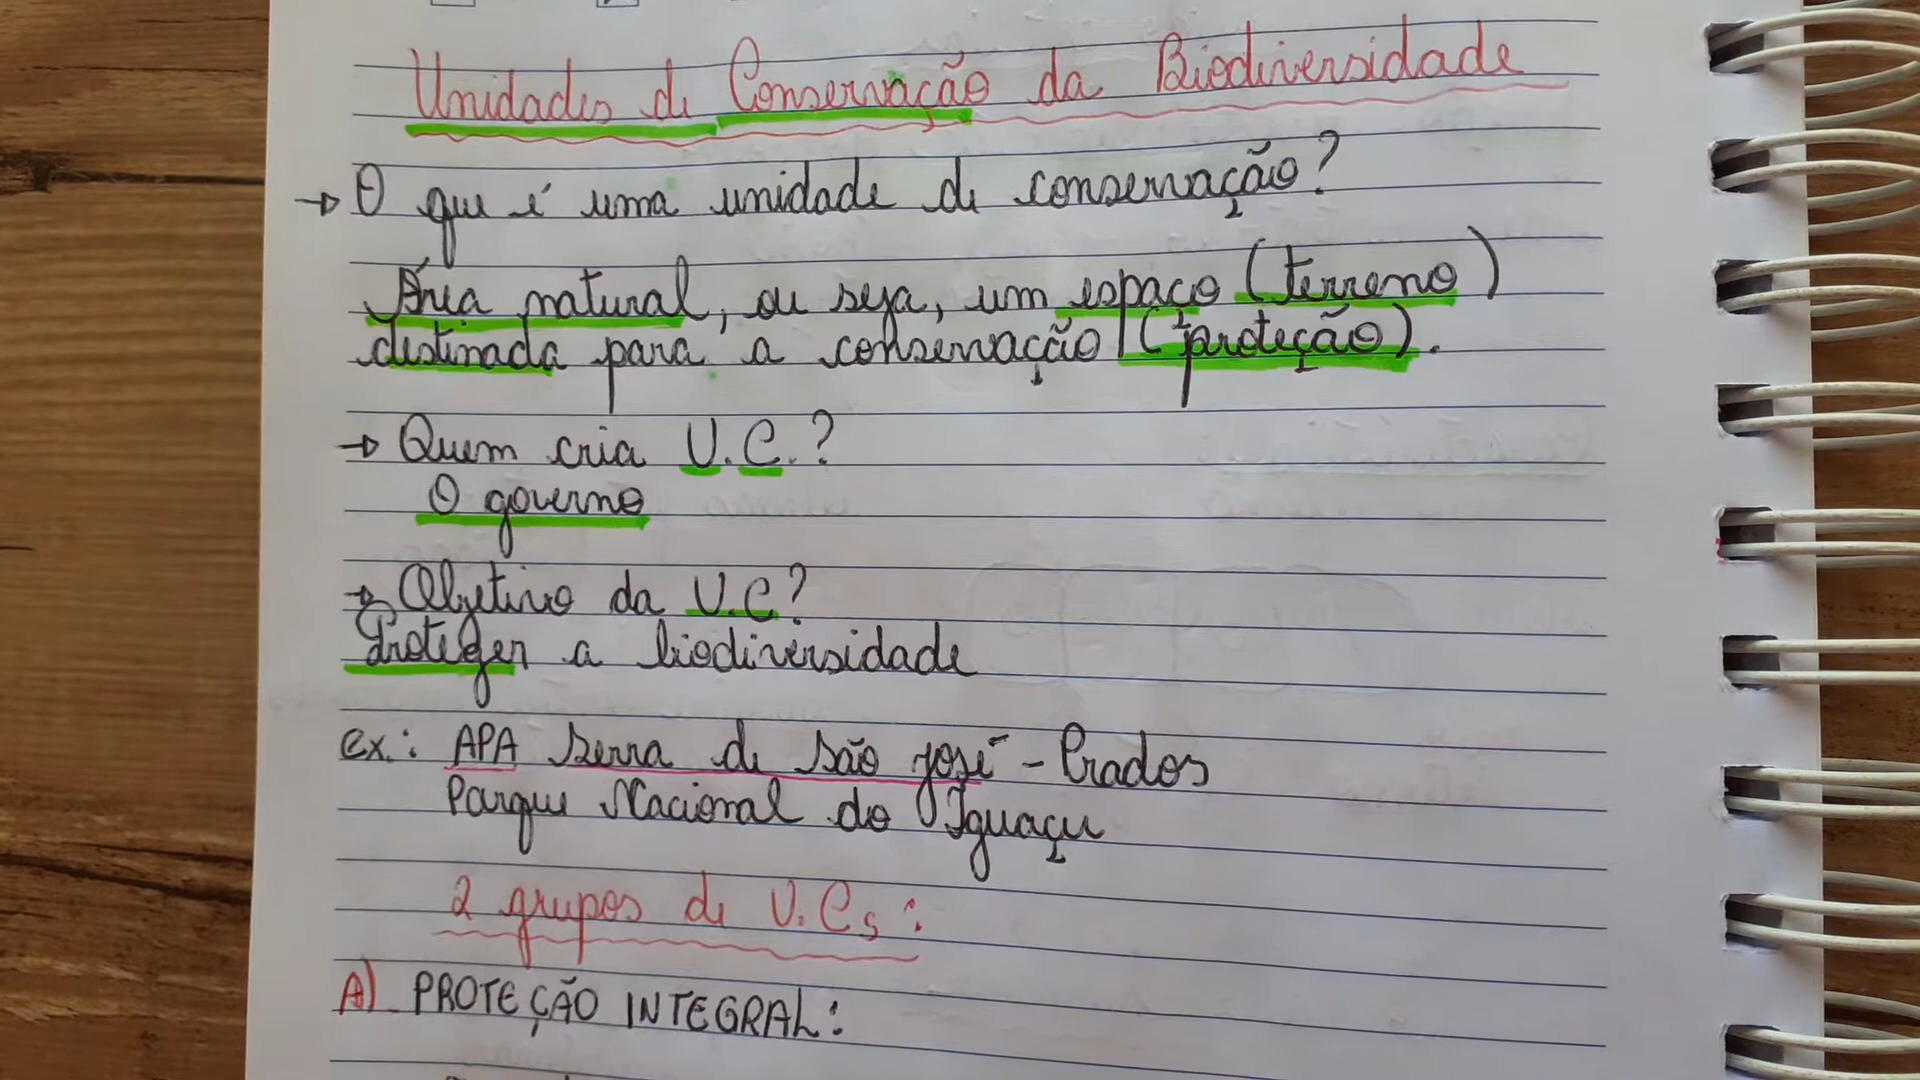 Unidades de Conservação da Biodiversidade
→ O que é uma unidade de conservação?
Área natural, ou seja, um espaço (terreno)
destinada para a conservação (proteção).
→ Quem cria U.C.?
O governo
→ Objetivo da U.C?
Proteger a biodiversidade
ex.: APA Serra de São José - Prados
Parque Nacional do Iguaçu
2 grupos de U.Cs:
A) PROTEÇÃO INTEGRAL: